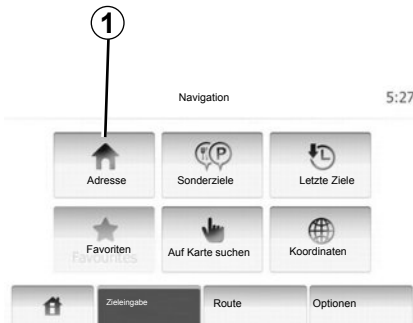 1
Navigation 5:27
Adresse Sonderziele Letzte Ziele
Favoriten Auf Karte suchen Koordinaten
Favourites
Zieleingabe Route Optionen